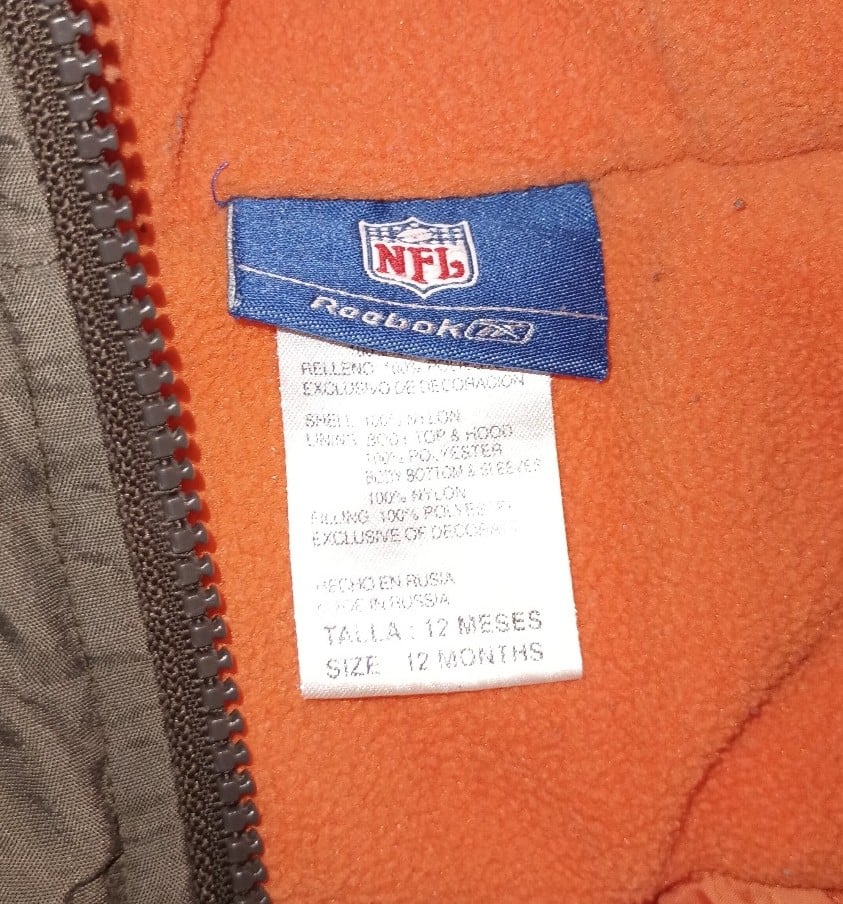 NFL
Reebok
RELLENO 100%
EXCLUSIVO DE DECORACION
SHELL 100% NYLON
LINING BODY TOP & HOOD
100% POLYESTER
BODY BOTTOM & SLEEVES
100% NYLON
FILLING 100% POLYESTER
EXCLUSIVE OF
HECHO EN RUSIA
MADE IN RUSSIA
TALLA : 12 MESES
SIZE 12 MONTHS